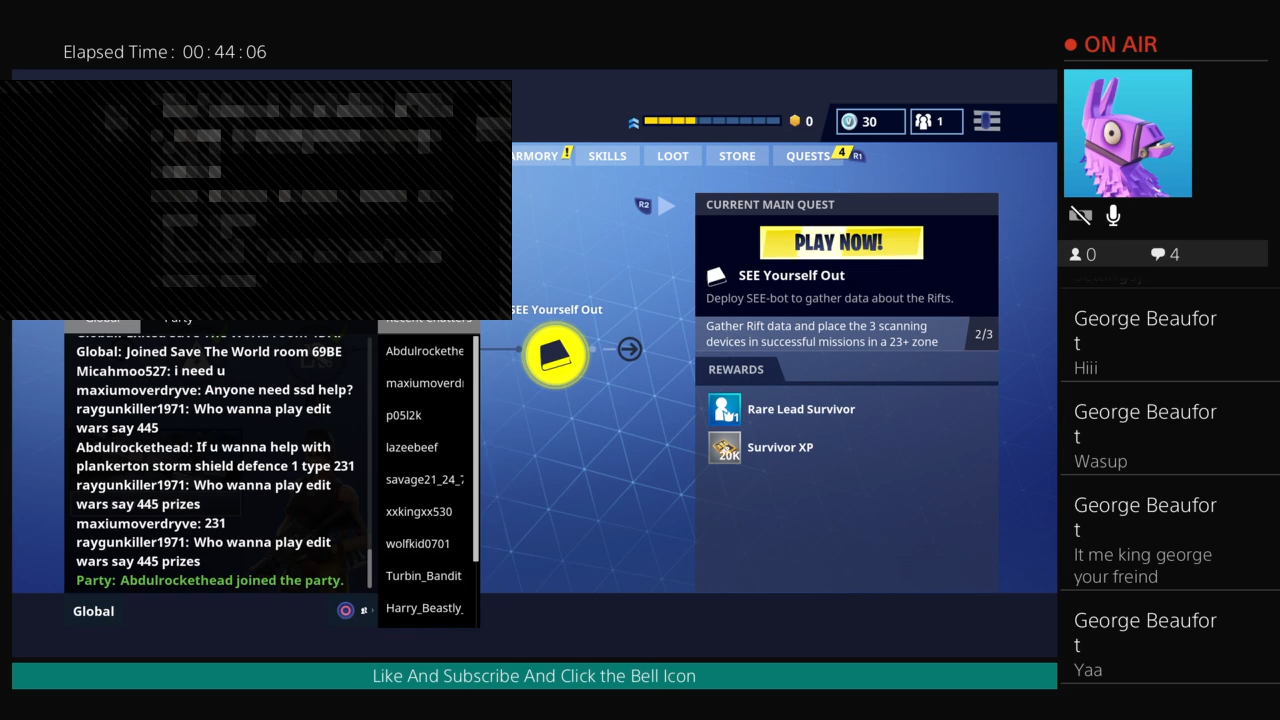 Elapsed Time: 00:44:06
ON AIR
0
30
1
ARMORY !
SKILLS
LOOT
STORE
QUESTS 4 R1
R2
CURRENT MAIN QUEST
PLAY NOW!
SEE Yourself Out
Deploy SEE-bot to gather data about the Rifts.
Gather Rift data and place the 3 scanning
devices in successful missions in a 23+ zone
2/3
REWARDS
Rare Lead Survivor
Survivor XP
20K
SEE Yourself Out
Global
Party
Recent Chatters
Global: Joined Save The World room 69BE
Micahmoo527: i need u
maxiumoverdryve: Anyone need ssd help?
raygunkiller1971: Who wanna play edit
wars say 445
Abdulrockethead: If u wanna help with
plankerton storm shield defence 1 type 231
raygunkiller1971: Who wanna play edit
wars say 445 prizes
maxiumoverdryve: 231
raygunkiller1971: Who wanna play edit
wars say 445 prizes
Party: Abdulrockethead joined the party.
Global
Abdulrockethe
maxiumoverdr
p05l2k
lazeebeef
savage21_24_7
xxkingxx530
wolfkid0701
Turbin_Bandit
Harry_Beastly_
0
4
George Beaufor
t
Hiii
George Beaufor
t
Wasup
George Beaufor
t
It me king george
your freind
George Beaufor
t
Yaa
Like And Subscribe And Click the Bell Icon